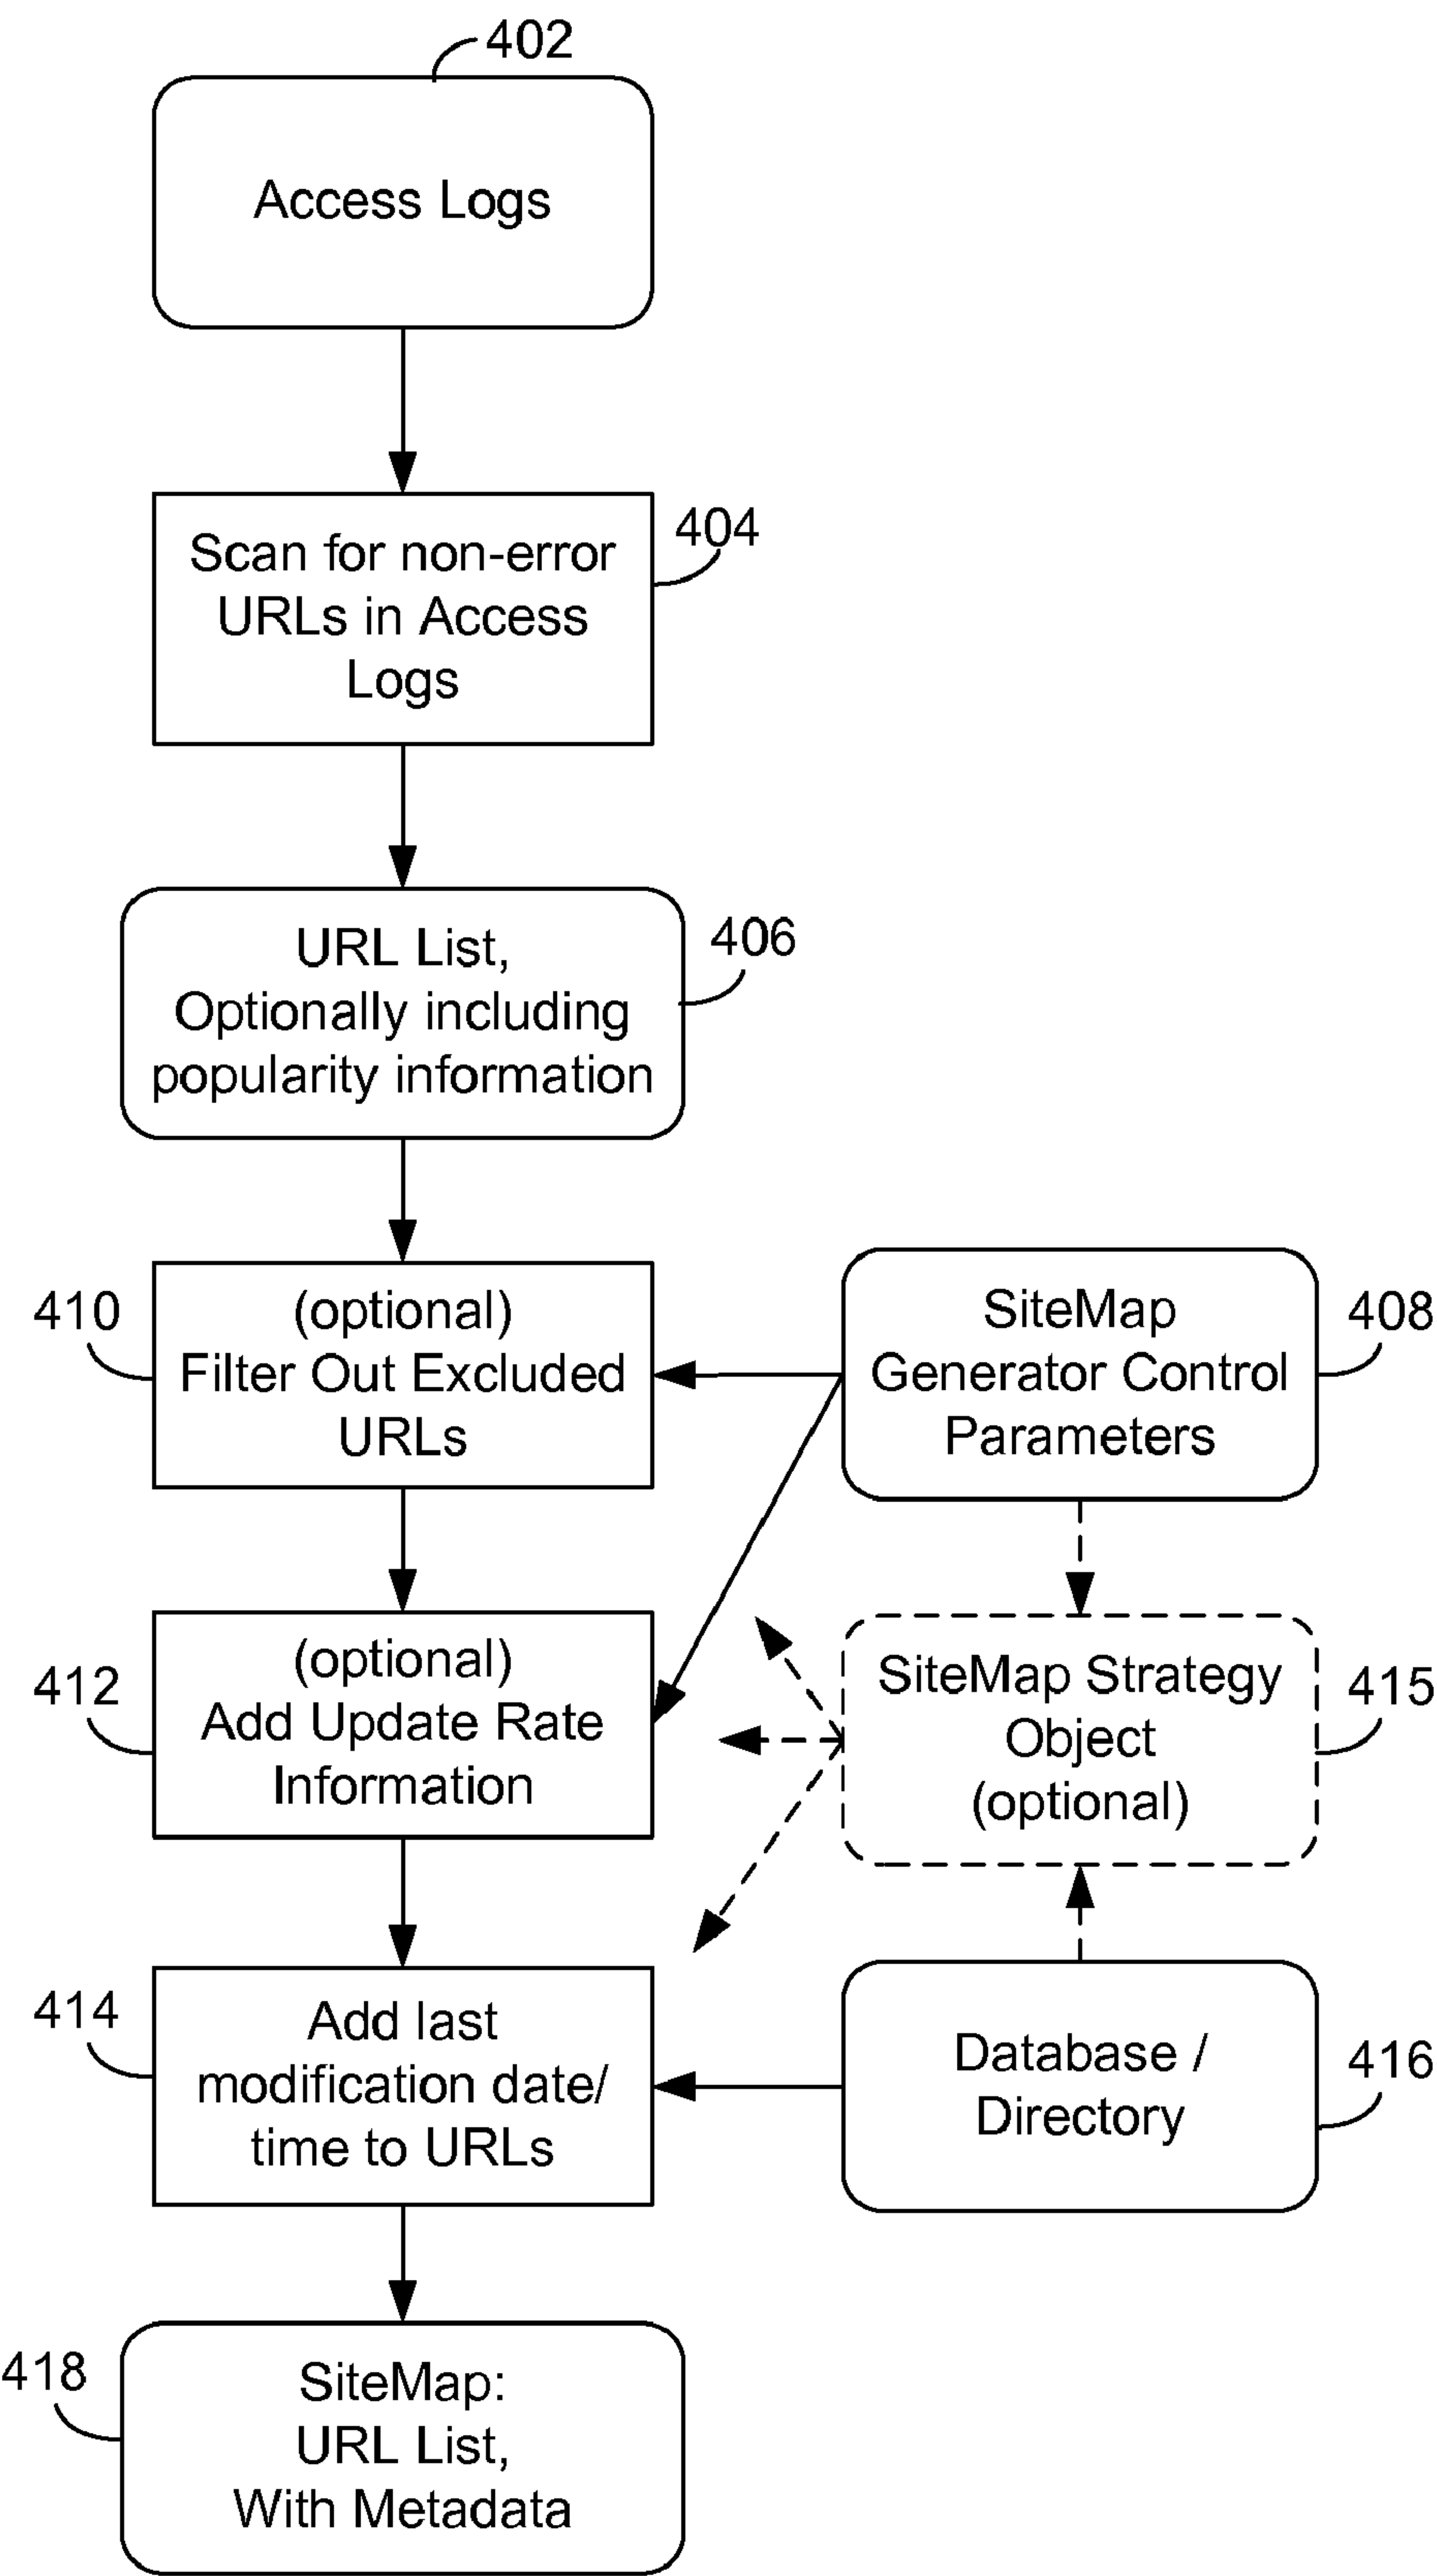 402
Access Logs
404
Scan for non-error
URLs in Access
Logs
406
URL List,
Optionally including
popularity information
410
(optional)
Filter Out Excluded
URLs
408
SiteMap
Generator Control
Parameters
412
(optional)
Add Update Rate
Information
415
SiteMap Strategy
Object
(optional)
414
Add last
modification date/
time to URLs
416
Database /
Directory
418
SiteMap:
URL List,
With Metadata